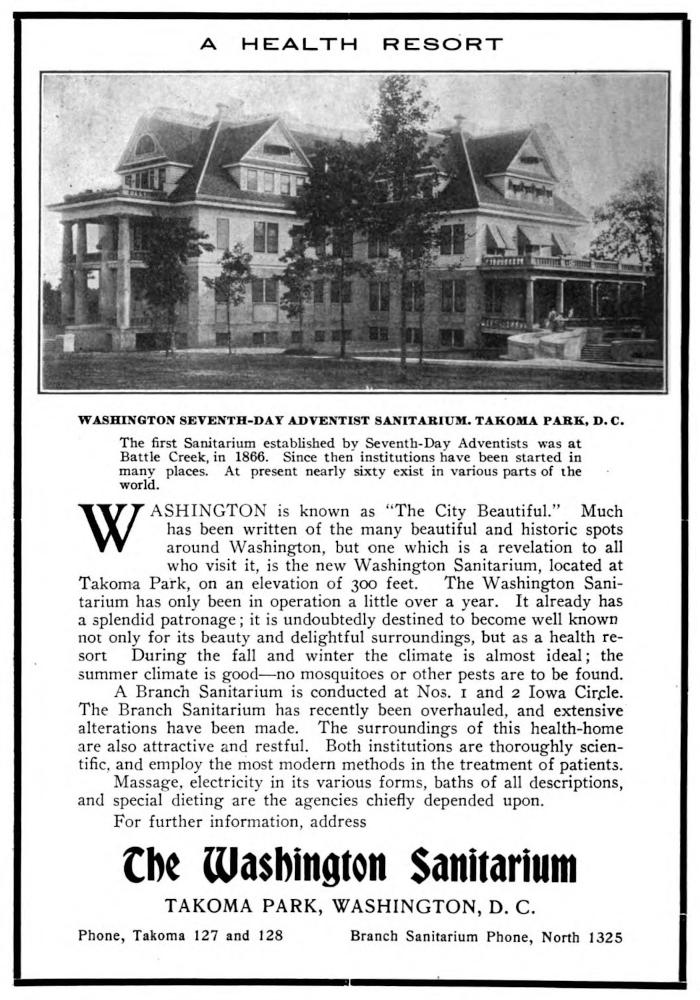 A HEALTH RESORT
WASHINGTON SEVENTH-DAY ADVENTIST SANITARIUM. TAKOMA PARK, D. C.
The first Sanitarium established by Seventh-Day Adventists was at
Battle Creek, in 1866. Since then institutions have been started in
many places. At present nearly sixty exist in various parts of the
world.
WASHINGTON is known as "The City Beautiful." Much
has been written of the many beautiful and historic spots
around Washington, but one which is a revelation to all
who visit it, is the new Washington Sanitarium, located at
Takoma Park, on an elevation of 300 feet. The Washington Sani-
tarium has only been in operation a little over a year. It already has
a splendid patronage; it is undoubtedly destined to become well known
not only for its beauty and delightful surroundings, but as a health re-
sort During the fall and winter the climate is almost ideal; the
summer climate is good—no mosquitoes or other pests are to be found.
A Branch Sanitarium is conducted at Nos. 1 and 2 Iowa Circle.
The Branch Sanitarium has recently been overhauled, and extensive
alterations have been made. The surroundings of this health-home
are also attractive and restful. Both institutions are thoroughly scien-
tific, and employ the most modern methods in the treatment of patients.
Massage, electricity in its various forms, baths of all descriptions,
and special dieting are the agencies chiefly depended upon.
For further information, address
The Washington Sanitarium
TAKOMA PARK, WASHINGTON, D. C.
Phone, Takoma 127 and 128 Branch Sanitarium Phone, North 1325